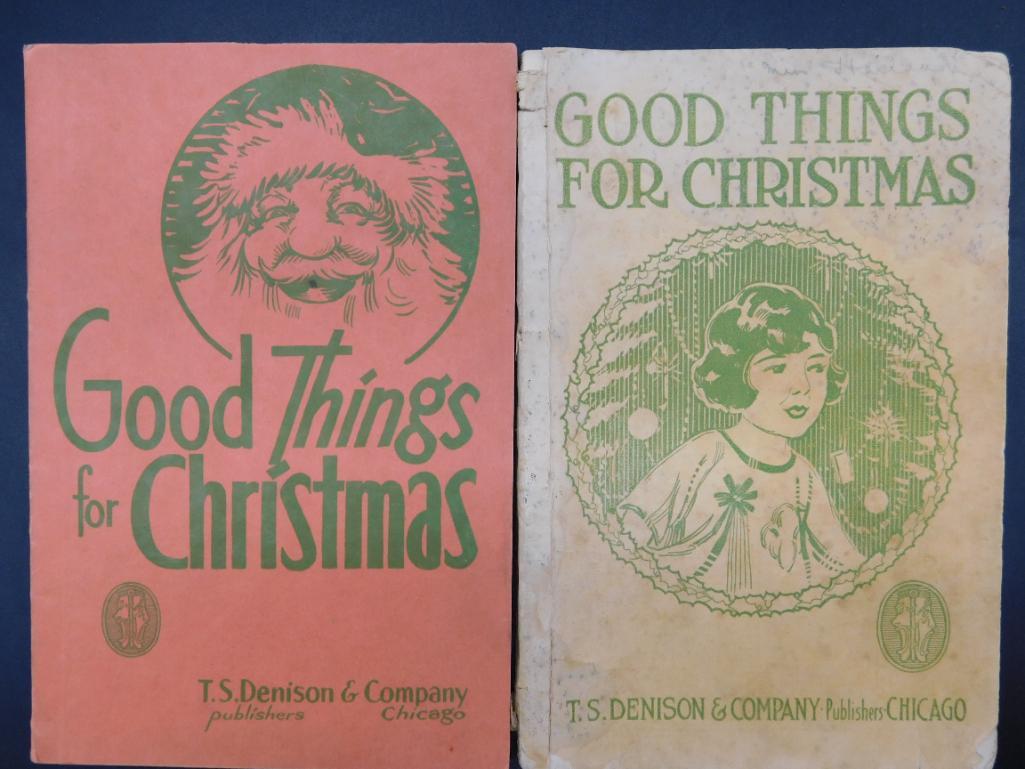 Good Things
for Christmas
T.S.Denison & Company
publishers Chicago
GOOD THINGS
FOR CHRISTMAS
T. S. DENISON & COMPANY · Publishers · CHICAGO